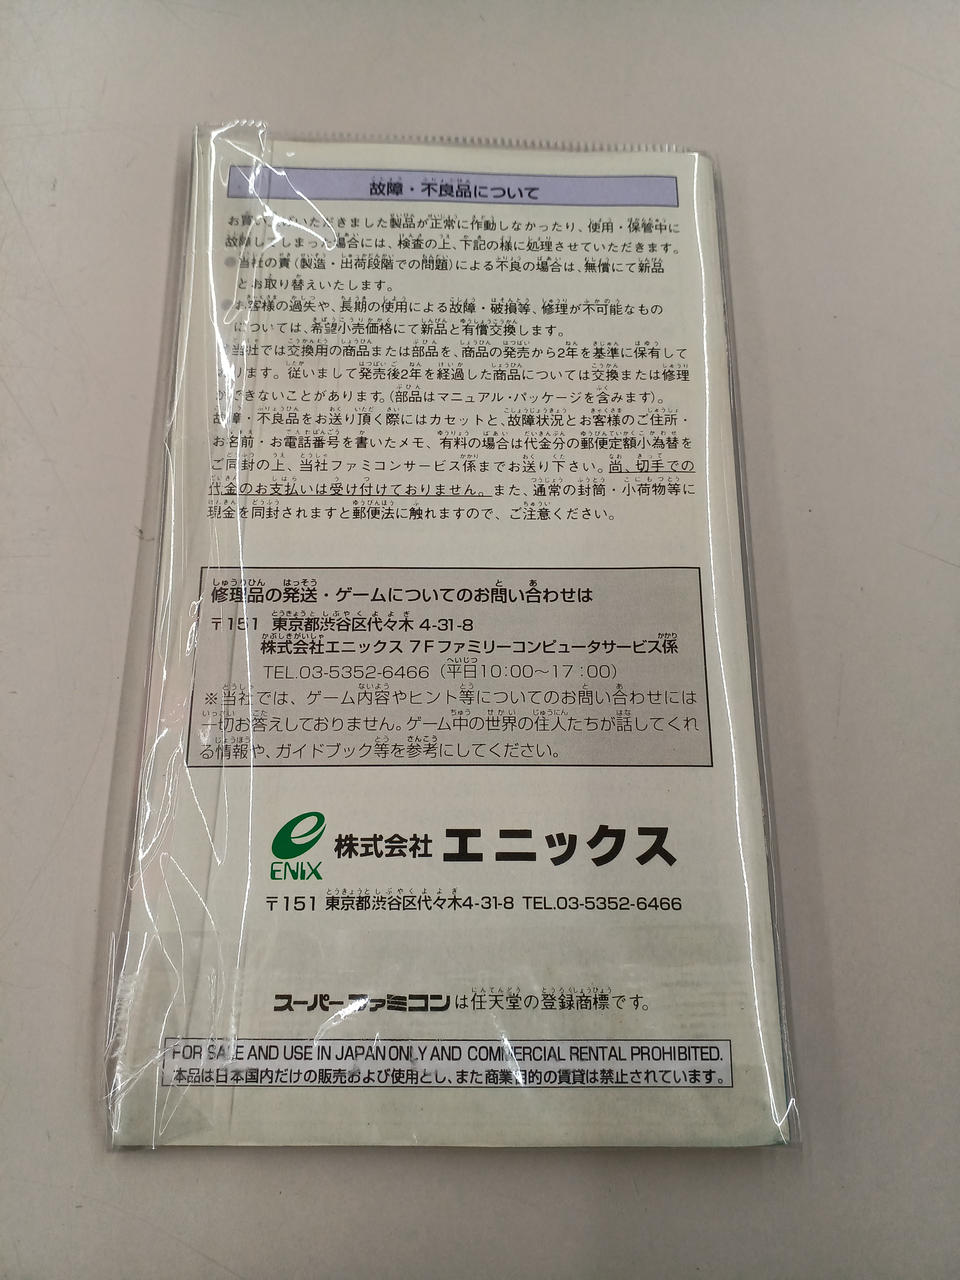 故障・不良品について
お買い上げいただきました製品が正常に作動しなかったり、使用・保管中に
故障してしまった場合には、検査の上、下記の様に処理させていただきます。
●当社の責(製造・出荷段階での問題)による不良の場合は、無償にて新品
とお取り替えいたします。
●お客様の過失や、長期の使用による故障・破損等、修理が不可能なもの
については、希望小売価格にて新品と有償交換します。
当社では交換用の商品または部品を、商品の発売から2年を基準に保有して
おります。従いまして発売後2年を経過した商品については交換または修理
ができないことがあります。(部品はマニュアル・パッケージを含みます)。
故障・不良品をお送り頂く際にはカセットと、故障状況とお客様のご住所・
お名前・お電話番号を書いたメモ、有料の場合は代金分の郵便定額小為替を
ご同封の上、当社ファミコンサービス係までお送り下さい。尚、切手での
代金のお支払いは受け付けておりません。また、通常の封筒・小荷物等に
現金を同封されますと郵便法に触れますので、ご注意ください。
修理品の発送・ゲームについてのお問い合わせは
〒151 東京都渋谷区代々木 4-31-8
株式会社エニックス 7Fファミリーコンピュータサービス係
TEL.03-5352-6466(平日10:00〜17:00)
※当社では、ゲーム内容やヒント等についてのお問い合わせには
一切お答えしておりません。ゲーム中の世界の住人たちが話してくれ
る情報や、ガイドブック等を参考にしてください。
ENIX 株式会社 エニックス
〒151 東京都渋谷区代々木4-31-8 TEL.03-5352-6466
スーパーファミコンは任天堂の登録商標です。
FOR SALE AND USE IN JAPAN ONLY AND COMMERCIAL RENTAL PROHIBITED.
本品は日本国内だけの販売および使用とし、また商業目的の賃貸は禁止されています。